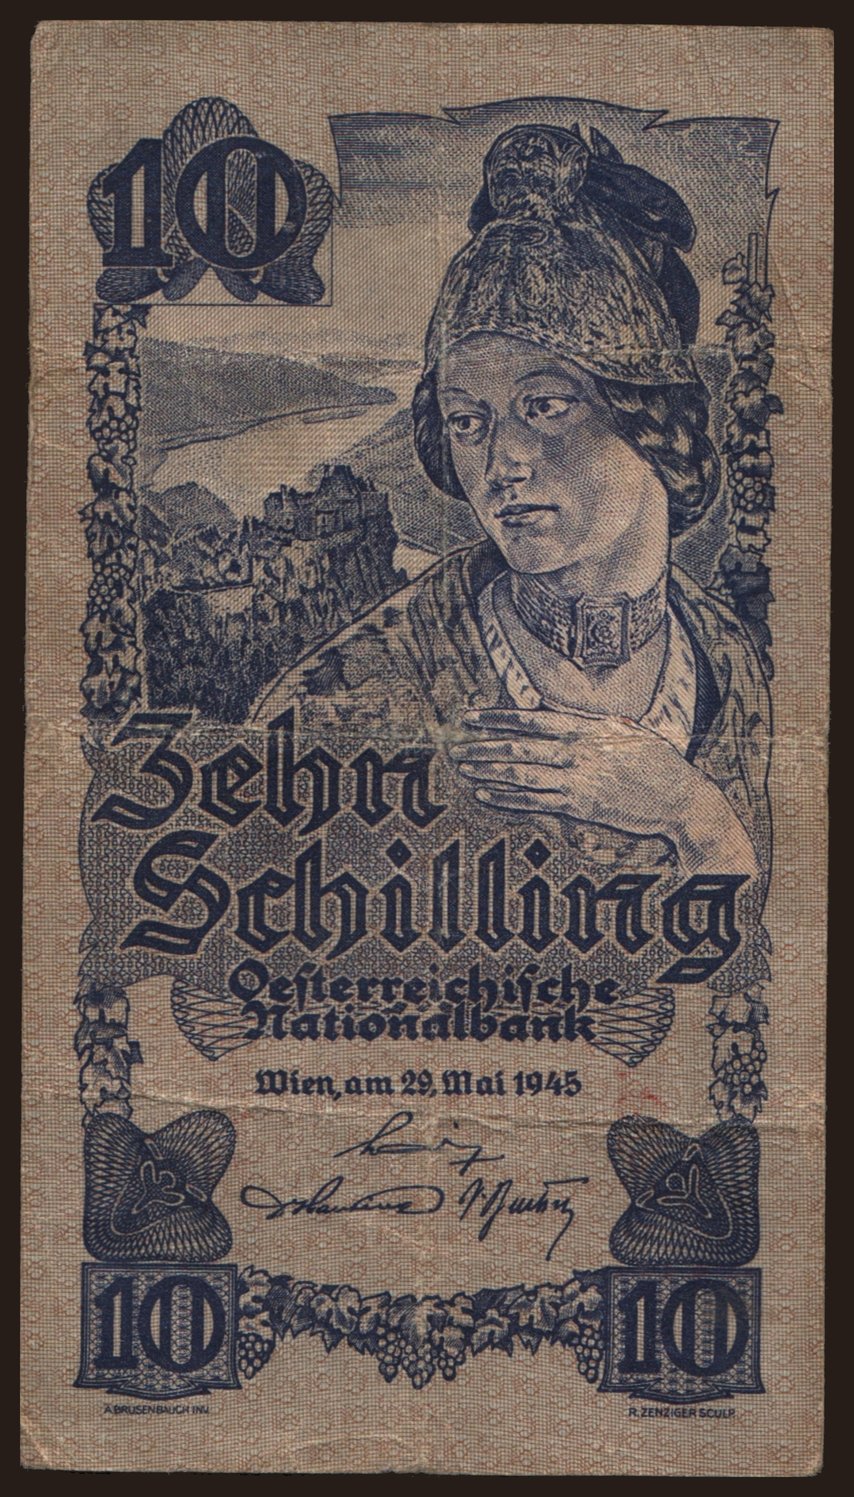 10
Zehn
Schilling
Oesterreichische
Nationalbank
Wien, am 29. Mai 1945
10 10
A.BRUSENBAUCH INV. R.ZENZIGER SCULP.